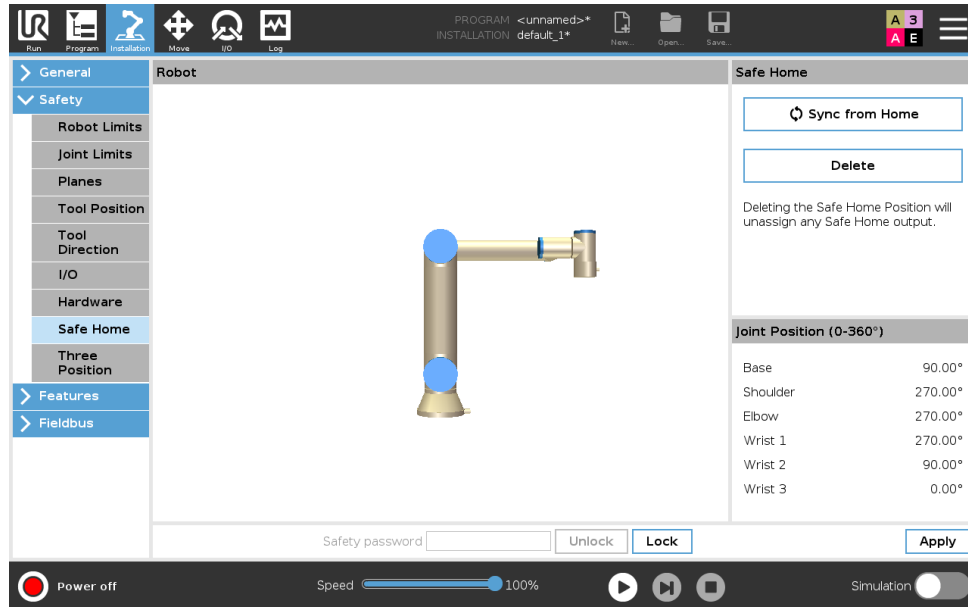 UR
PROGRAM <unnamed>*
INSTALLATION default_1*
Run Program Installation Move I/O Log New... Open... Save...
A 3
A E
General
Safety
Robot Limits
Joint Limits
Planes
Tool Position
Tool
Direction
I/O
Hardware
Safe Home
Three
Position
Features
Fieldbus
Robot
Safe Home
Sync from Home
Delete
Deleting the Safe Home Position will
unassign any Safe Home output.
Joint Position (0-360°)
Base 90.00°
Shoulder 270.00°
Elbow 270.00°
Wrist 1 270.00°
Wrist 2 90.00°
Wrist 3 0.00°
Safety password Unlock Lock Apply
Power off Speed 100% Simulation